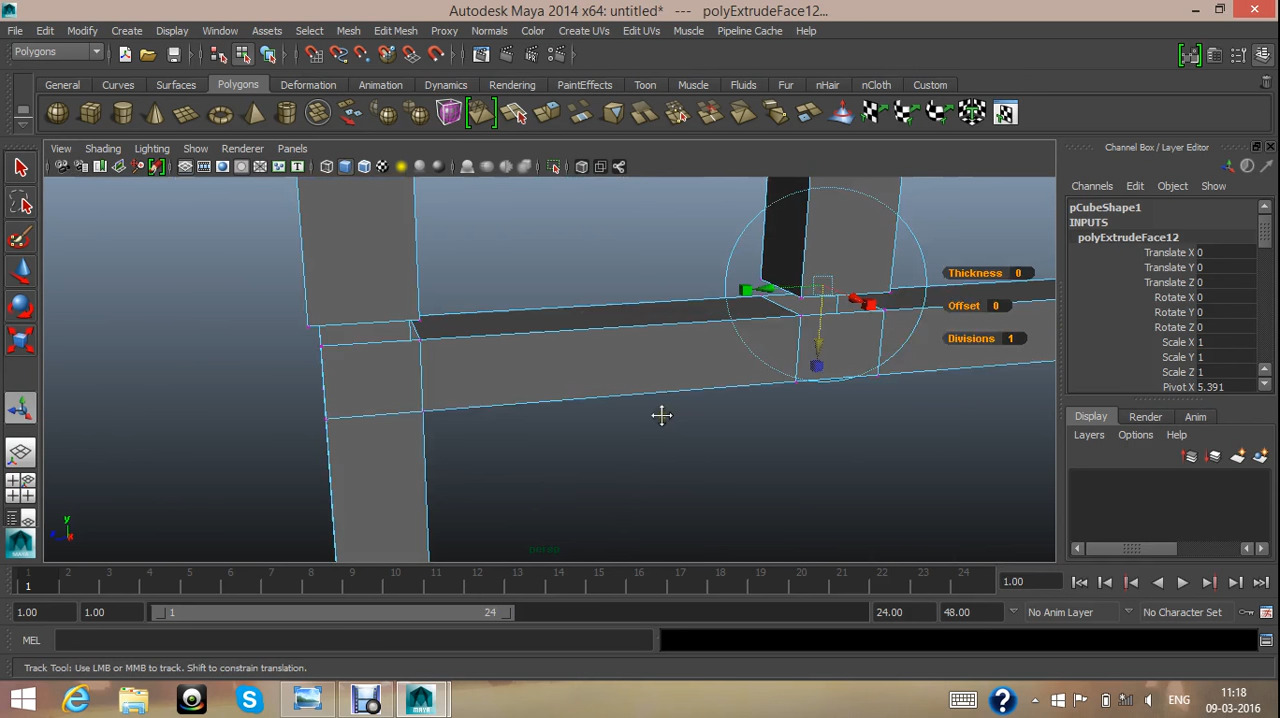 Autodesk Maya 2014 x64: untitled*   ---   polyExtrudeFace12...
File Edit Modify Create Display Window Assets Select Mesh Edit Mesh Proxy Normals Color Create UVs Edit UVs Muscle Pipeline Cache Help
Polygons
General Curves Surfaces Polygons Deformation Animation Dynamics Rendering PaintEffects Toon Muscle Fluids Fur nHair nCloth Custom
View Shading Lighting Show Renderer Panels
Channel Box / Layer Editor
Channels Edit Object Show
pCubeShape1
INPUTS
polyExtrudeFace12
Translate X 0
Translate Y 0
Translate Z 0
Rotate X 0
Rotate Y 0
Rotate Z 0
Scale X 1
Scale Y 1
Scale Z 1
Pivot X 5.391
Thickness 0
Offset 0
Divisions 1
Display Render Anim
Layers Options Help
y
x
persp
MAYA
1 2 3 4 5 6 7 8 9 10 11 12 13 14 15 16 17 18 19 20 21 22 23 24
1
1.00
1.00 1.00 1 24 24.00 48.00 No Anim Layer No Character Set
MEL
Track Tool: Use LMB or MMB to track. Shift to constrain translation.
ENG
11:18
09-03-2016